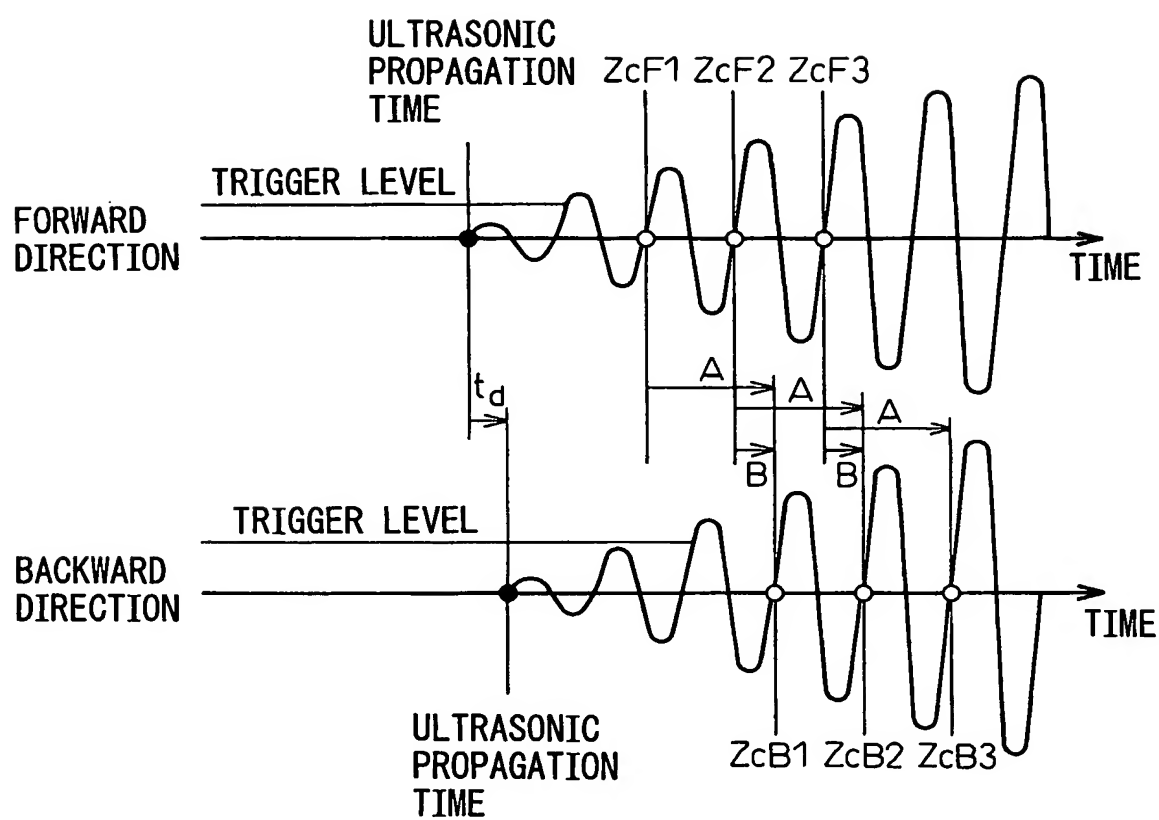 ULTRASONIC
PROPAGATION
TIME
ZcF1 ZcF2 ZcF3
TRIGGER LEVEL
FORWARD
DIRECTION
TIME
A
A
A
td
B
B
TRIGGER LEVEL
BACKWARD
DIRECTION
TIME
ULTRASONIC
PROPAGATION
TIME
ZcB1 ZcB2 ZcB3